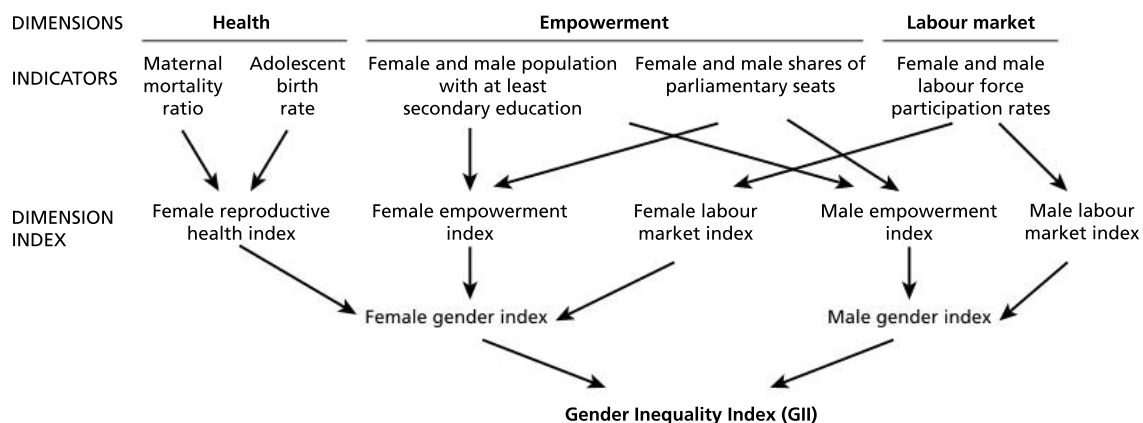 DIMENSIONS
Health
Empowerment
Labour market
INDICATORS
Maternal
mortality
ratio
Adolescent
birth
rate
Female and male population
with at least
secondary education
Female and male shares of
parliamentary seats
Female and male
labour force
participation rates
DIMENSION
INDEX
Female reproductive
health index
Female empowerment
index
Female labour
market index
Male empowerment
index
Male labour
market index
Female gender index
Male gender index
Gender Inequality Index (GII)